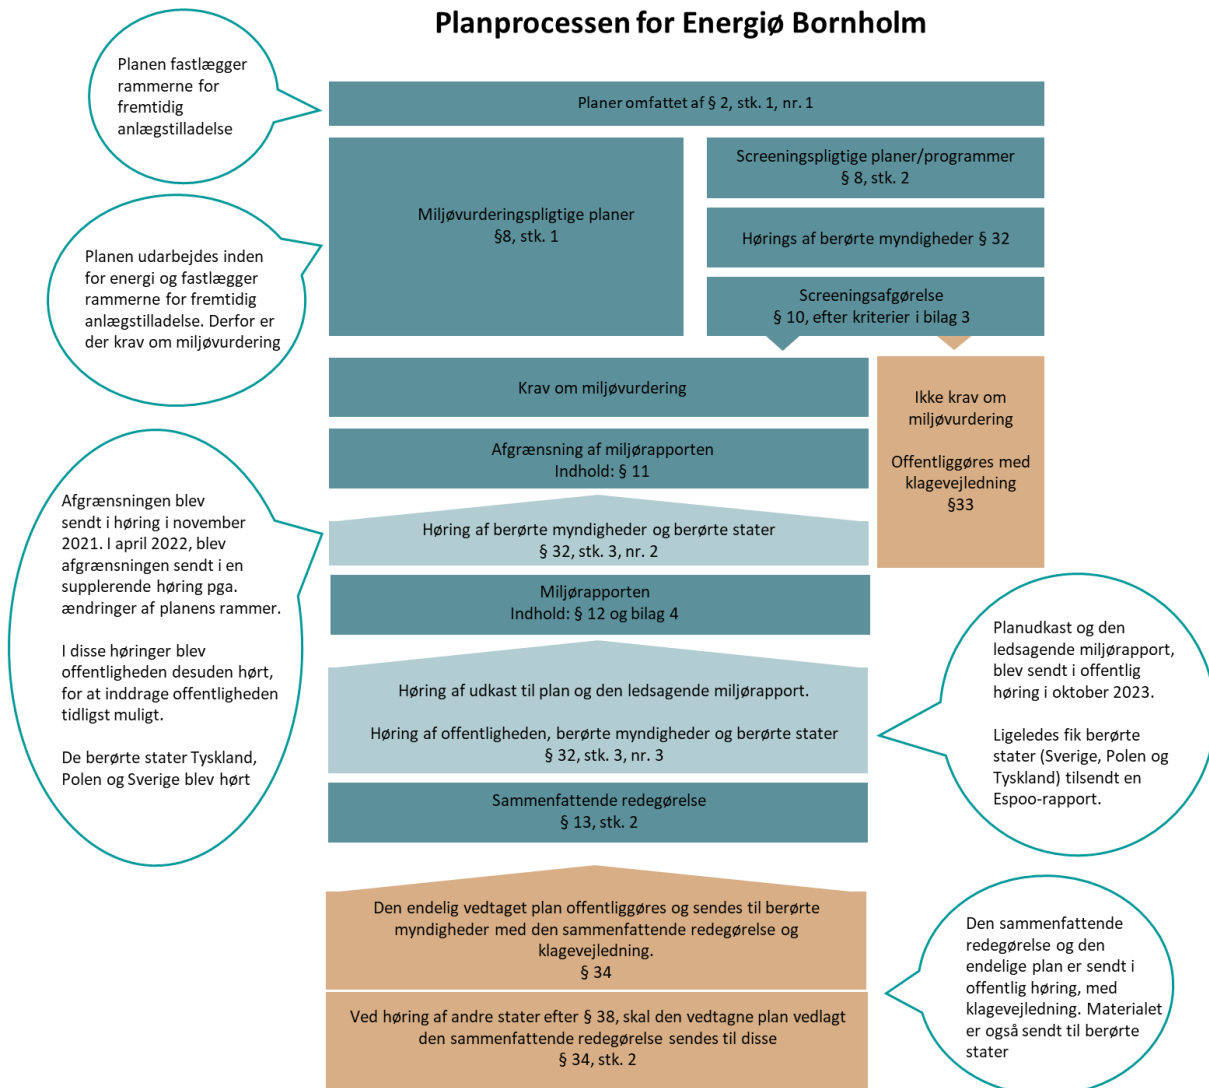 Planprocessen for Energiø Bornholm
Planen fastlægger
rammerne for
fremtidig
anlægstilladelse
Planer omfattet af § 2, stk. 1, nr. 1
Miljøvurderingspligtige planer
§8, stk. 1
Screeningspligtige planer/programmer
§ 8, stk. 2
Hørings af berørte myndigheder § 32
Screeningsafgørelse
§ 10, efter kriterier i bilag 3
Planen udarbejdes inden
for energi og fastlægger
rammerne for fremtidig
anlægstilladelse. Derfor er
der krav om miljøvurdering
Krav om miljøvurdering
Ikke krav om
miljøvurdering
Offentliggøres med
klagevejledning
§33
Afgrænsning af miljørapporten
Indhold: § 11
Afgrænsningen blev
sendt i høring i november
2021. I april 2022, blev
afgrænsningen sendt i en
supplerende høring pga.
ændringer af planens rammer.
I disse høringer blev
offentligheden desuden hørt,
for at inddrage offentligheden
tidligst muligt.
De berørte stater Tyskland,
Polen og Sverige blev hørt
Høring af berørte myndigheder og berørte stater
§ 32, stk. 3, nr. 2
Miljørapporten
Indhold: § 12 og bilag 4
Høring af udkast til plan og den ledsagende miljørapport.
Høring af offentligheden, berørte myndigheder og berørte stater
§ 32, stk. 3, nr. 3
Planudkast og den
ledsagende miljørapport,
blev sendt i offentlig
høring i oktober 2023.
Ligeledes fik berørte
stater (Sverige, Polen og
Tyskland) tilsendt en
Espoo-rapport.
Sammenfattende redegørelse
§ 13, stk. 2
Den endelig vedtaget plan offentliggøres og sendes til berørte
myndigheder med den sammenfattende redegørelse og
klagevejledning.
§ 34
Ved høring af andre stater efter § 38, skal den vedtagne plan vedlagt
den sammenfattende redegørelse sendes til disse
§ 34, stk. 2
Den sammenfattende
redegørelse og den
endelige plan er sendt i
offentlig høring, med
klagevejledning. Materialet
er også sendt til berørte
stater